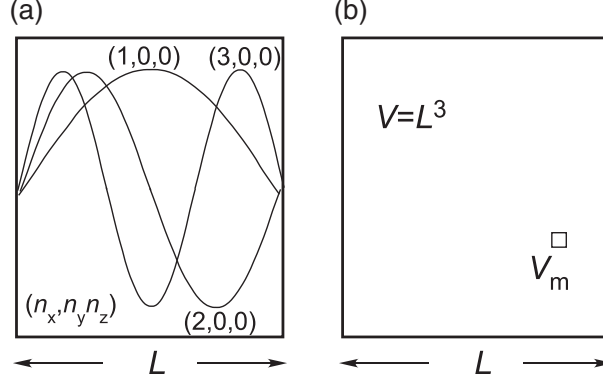 (a)
(1,0,0)
(3,0,0)
(nx,nynz)
(2,0,0)
L
(b)
V=L³
Vm
L